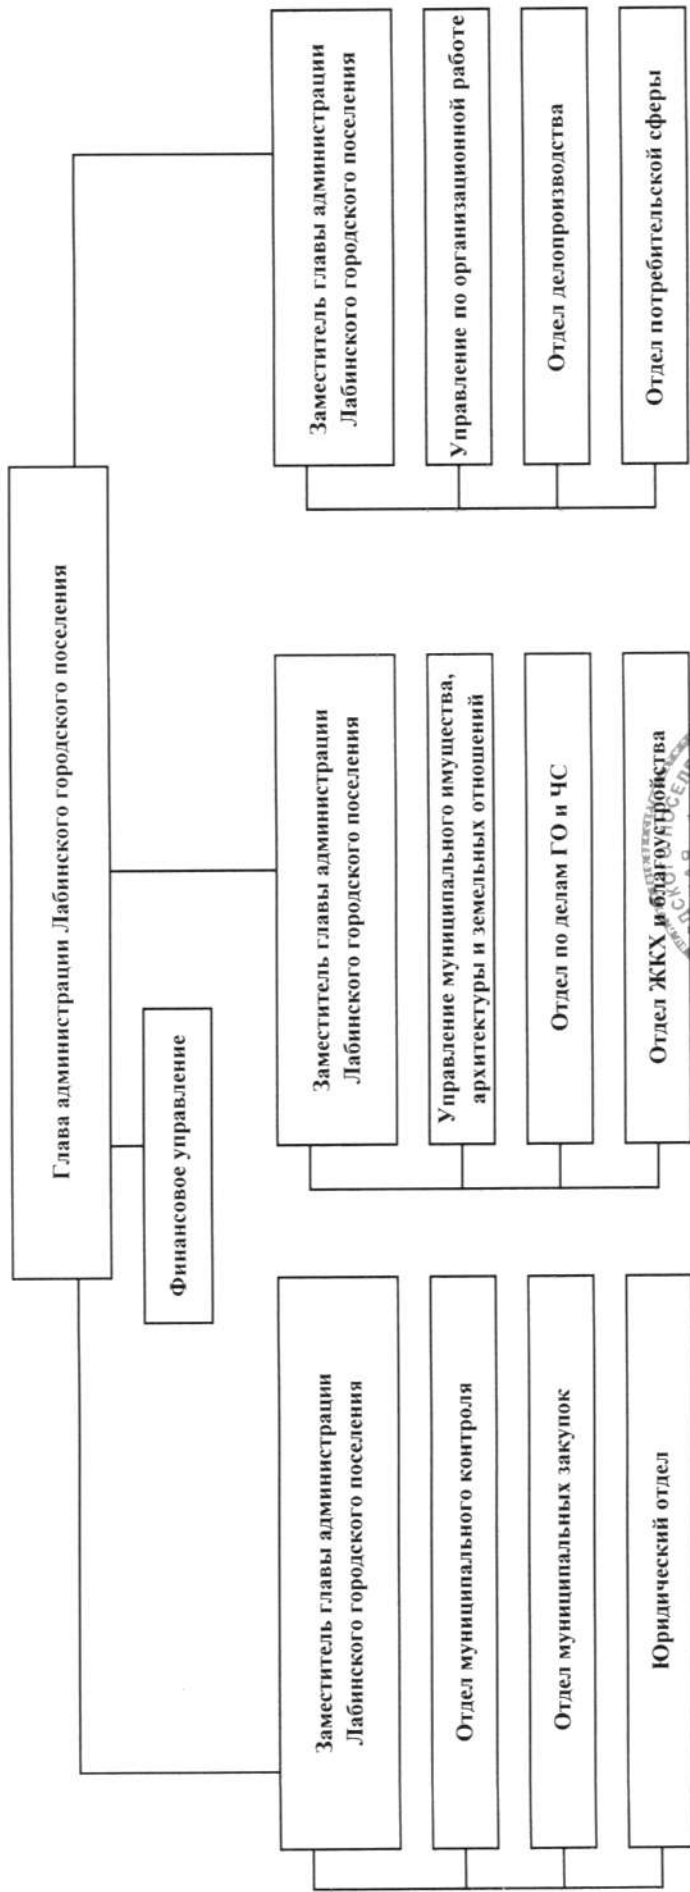 Глава администрации Лабинского городского поселения
Финансовое управление
Заместитель главы администрации
Лабинского городского поселения
Отдел муниципального контроля
Отдел муниципальных закупок
Юридический отдел
Заместитель главы администрации
Лабинского городского поселения
Управление муниципального имущества,
архитектуры и земельных отношений
Отдел по делам ГО и ЧС
Отдел ЖКХ и благоустройства
Заместитель главы администрации
Лабинского городского поселения
Управление по организационной работе
Отдел делопроизводства
Отдел потребительской сферы